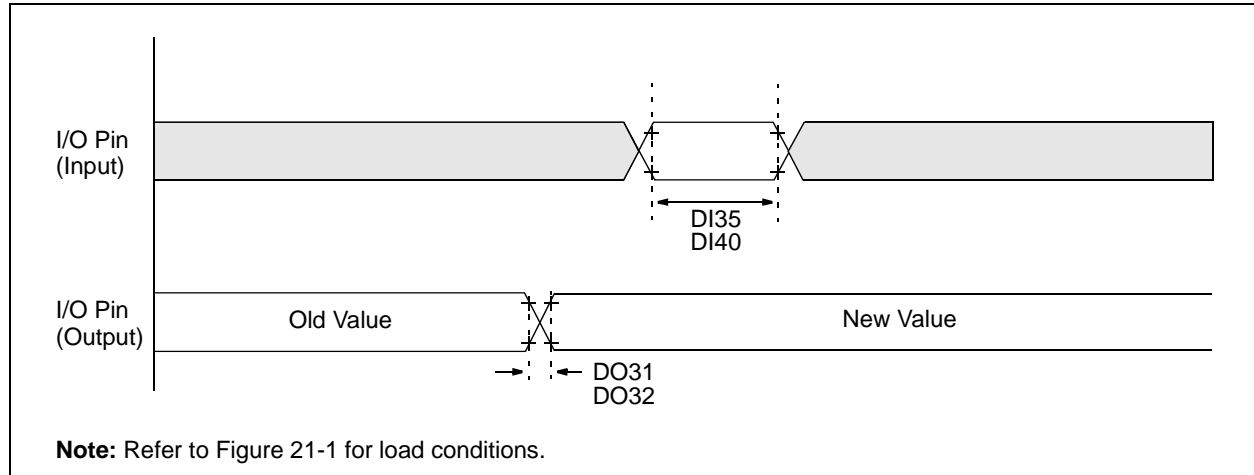 I/O Pin
(Input)
DI35
DI40
I/O Pin
(Output)
Old Value
New Value
DO31
DO32
Note: Refer to Figure 21-1 for load conditions.